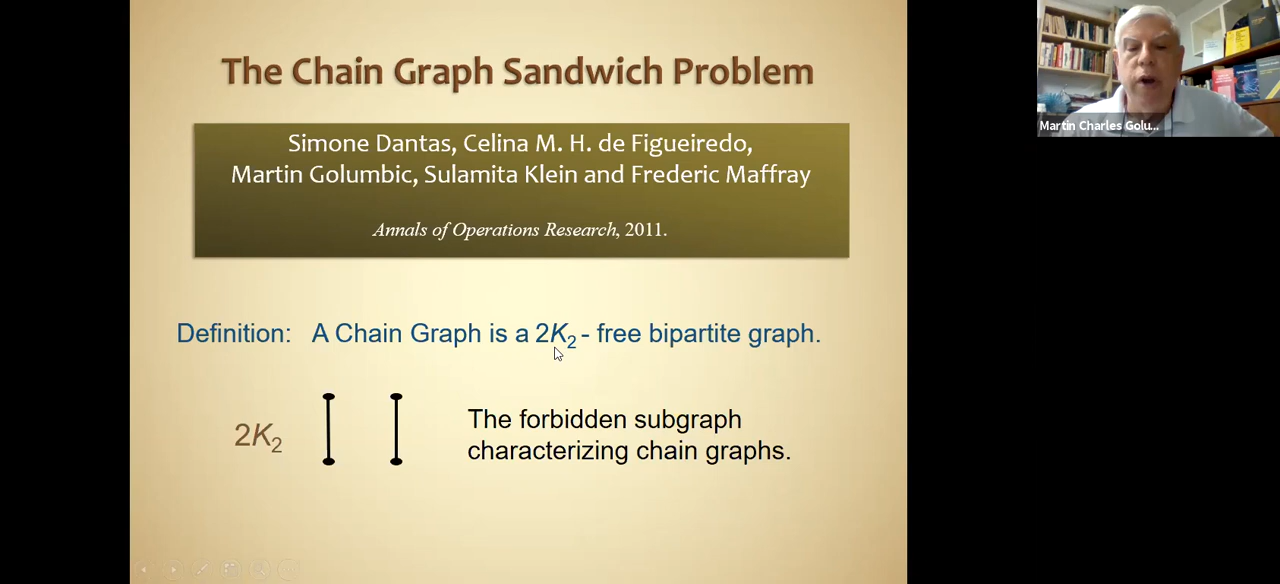 The Chain Graph Sandwich Problem
Simone Dantas, Celina M. H. de Figueiredo,
Martin Golumbic, Sulamita Klein and Frederic Maffray
Annals of Operations Research, 2011.
Definition: A Chain Graph is a 2K₂ - free bipartite graph.
2K₂
The forbidden subgraph
characterizing chain graphs.
Martin Charles Golu...